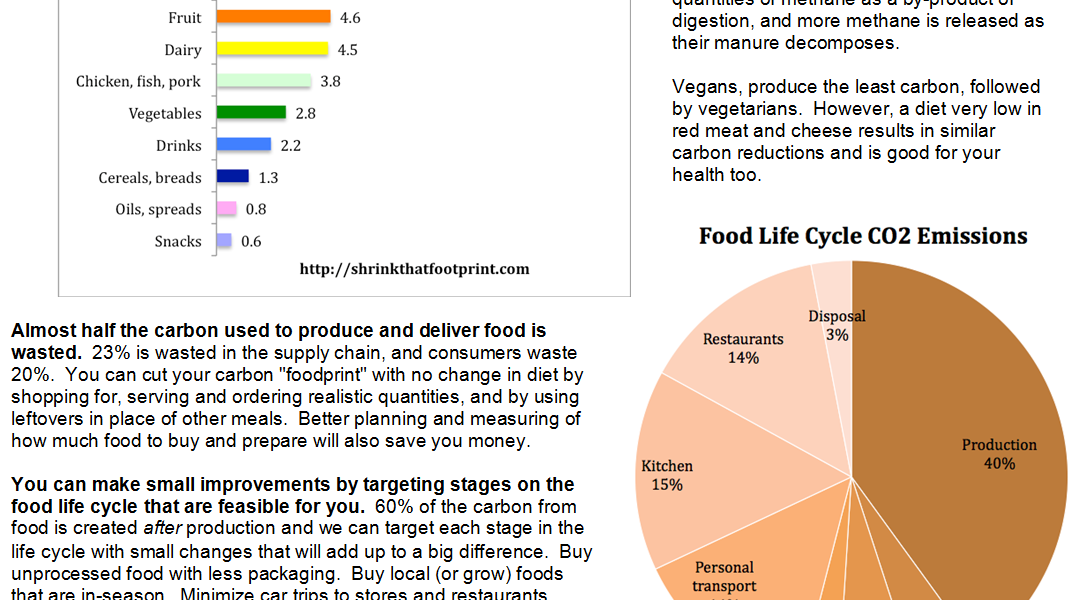 Fruit 4.6
Dairy 4.5
Chicken, fish, pork 3.8
Vegetables 2.8
Drinks 2.2
Cereals, breads 1.3
Oils, spreads 0.8
Snacks 0.6
http://shrinkthatfootprint.com
Almost half the carbon used to produce and deliver food is
wasted.  23% is wasted in the supply chain, and consumers waste
20%.  You can cut your carbon "foodprint" with no change in diet by
shopping for, serving and ordering realistic quantities, and by using
leftovers in place of other meals.  Better planning and measuring of
how much food to buy and prepare will also save you money.
You can make small improvements by targeting stages on the
food life cycle that are feasible for you.  60% of the carbon from
food is created after production and we can target each stage in the
life cycle with small changes that will add up to a big difference.  Buy
unprocessed food with less packaging.  Buy local (or grow) foods
that are in-season.  Minimize car trips to stores and restaurants
quantities of methane as a by-product of
digestion, and more methane is released as
their manure decomposes.
Vegans, produce the least carbon, followed
by vegetarians.  However, a diet very low in
red meat and cheese results in similar
carbon reductions and is good for your
health too.
Food Life Cycle CO2 Emissions
Disposal
3%
Restaurants
14%
Production
40%
Kitchen
15%
Personal
transport